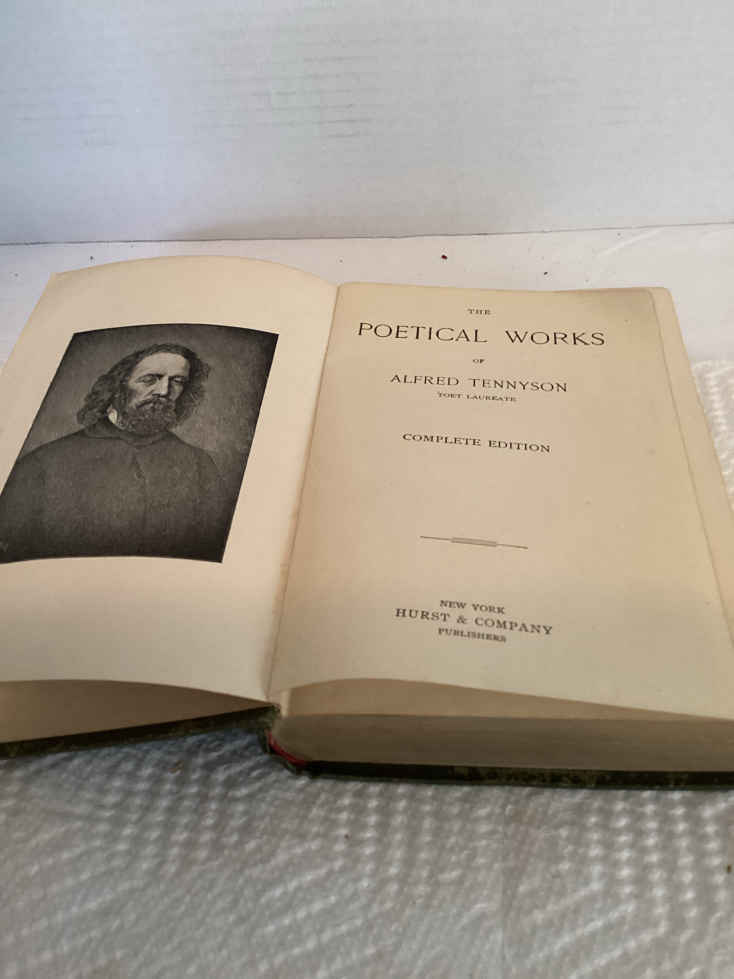 THE
POETICAL WORKS
OF
ALFRED TENNYSON
POET LAUREATE
COMPLETE EDITION
NEW YORK
HURST & COMPANY
PUBLISHERS